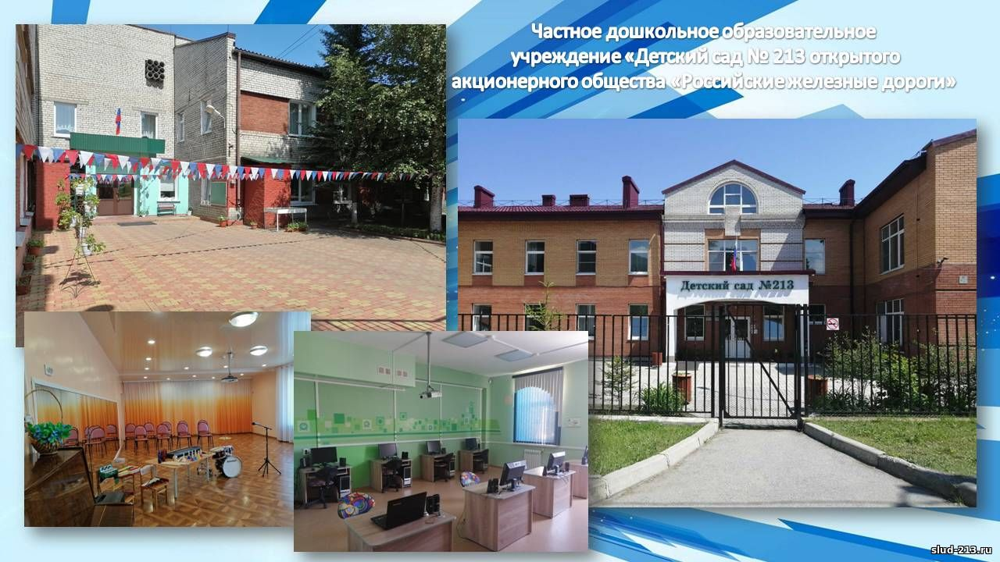 Частное дошкольное образовательное
учреждение «Детский сад № 213 открытого
акционерного общества «Российские железные дороги»
Детский сад №213
slud-213.ru